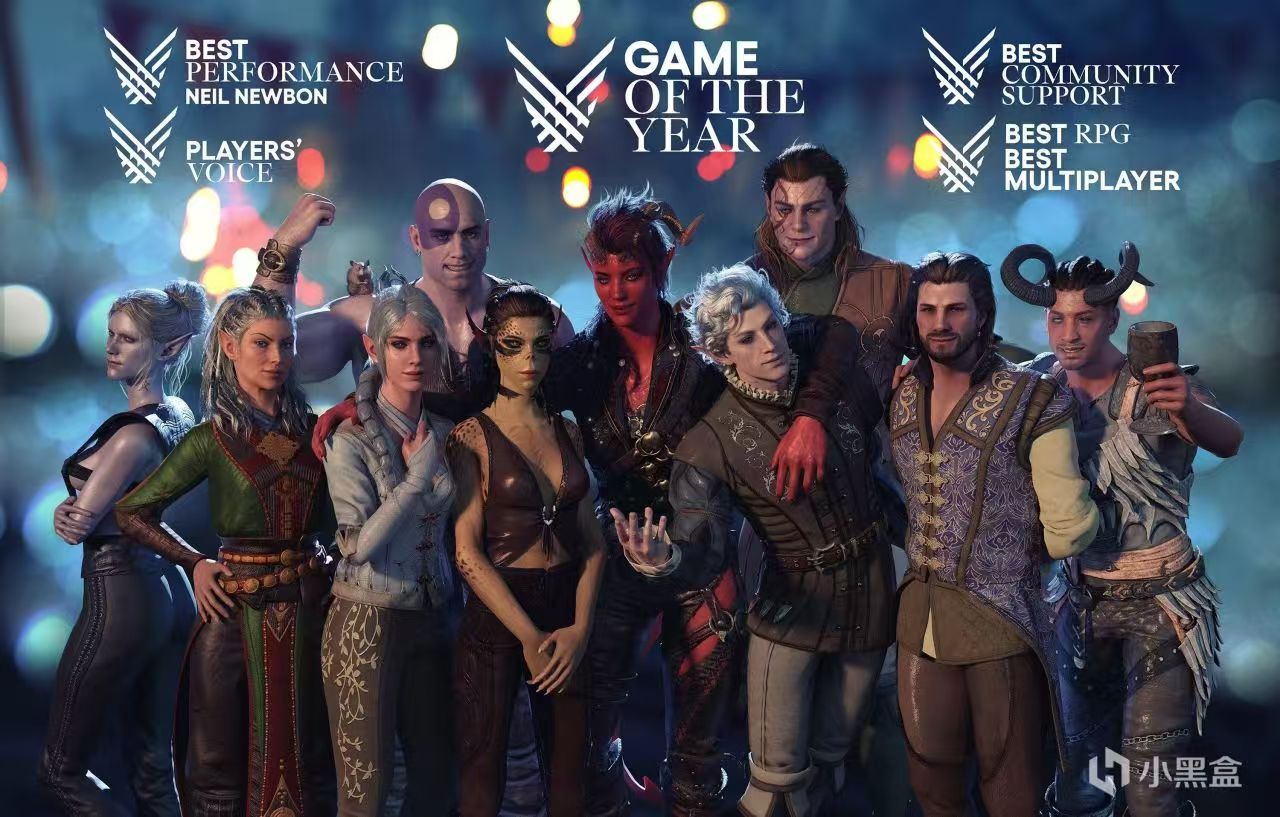 BEST
PERFORMANCE
NEIL NEWBON
PLAYERS'
VOICE
GAME
OF THE
YEAR
BEST
COMMUNITY
SUPPORT
BEST RPG
BEST
MULTIPLAYER
小黑盒